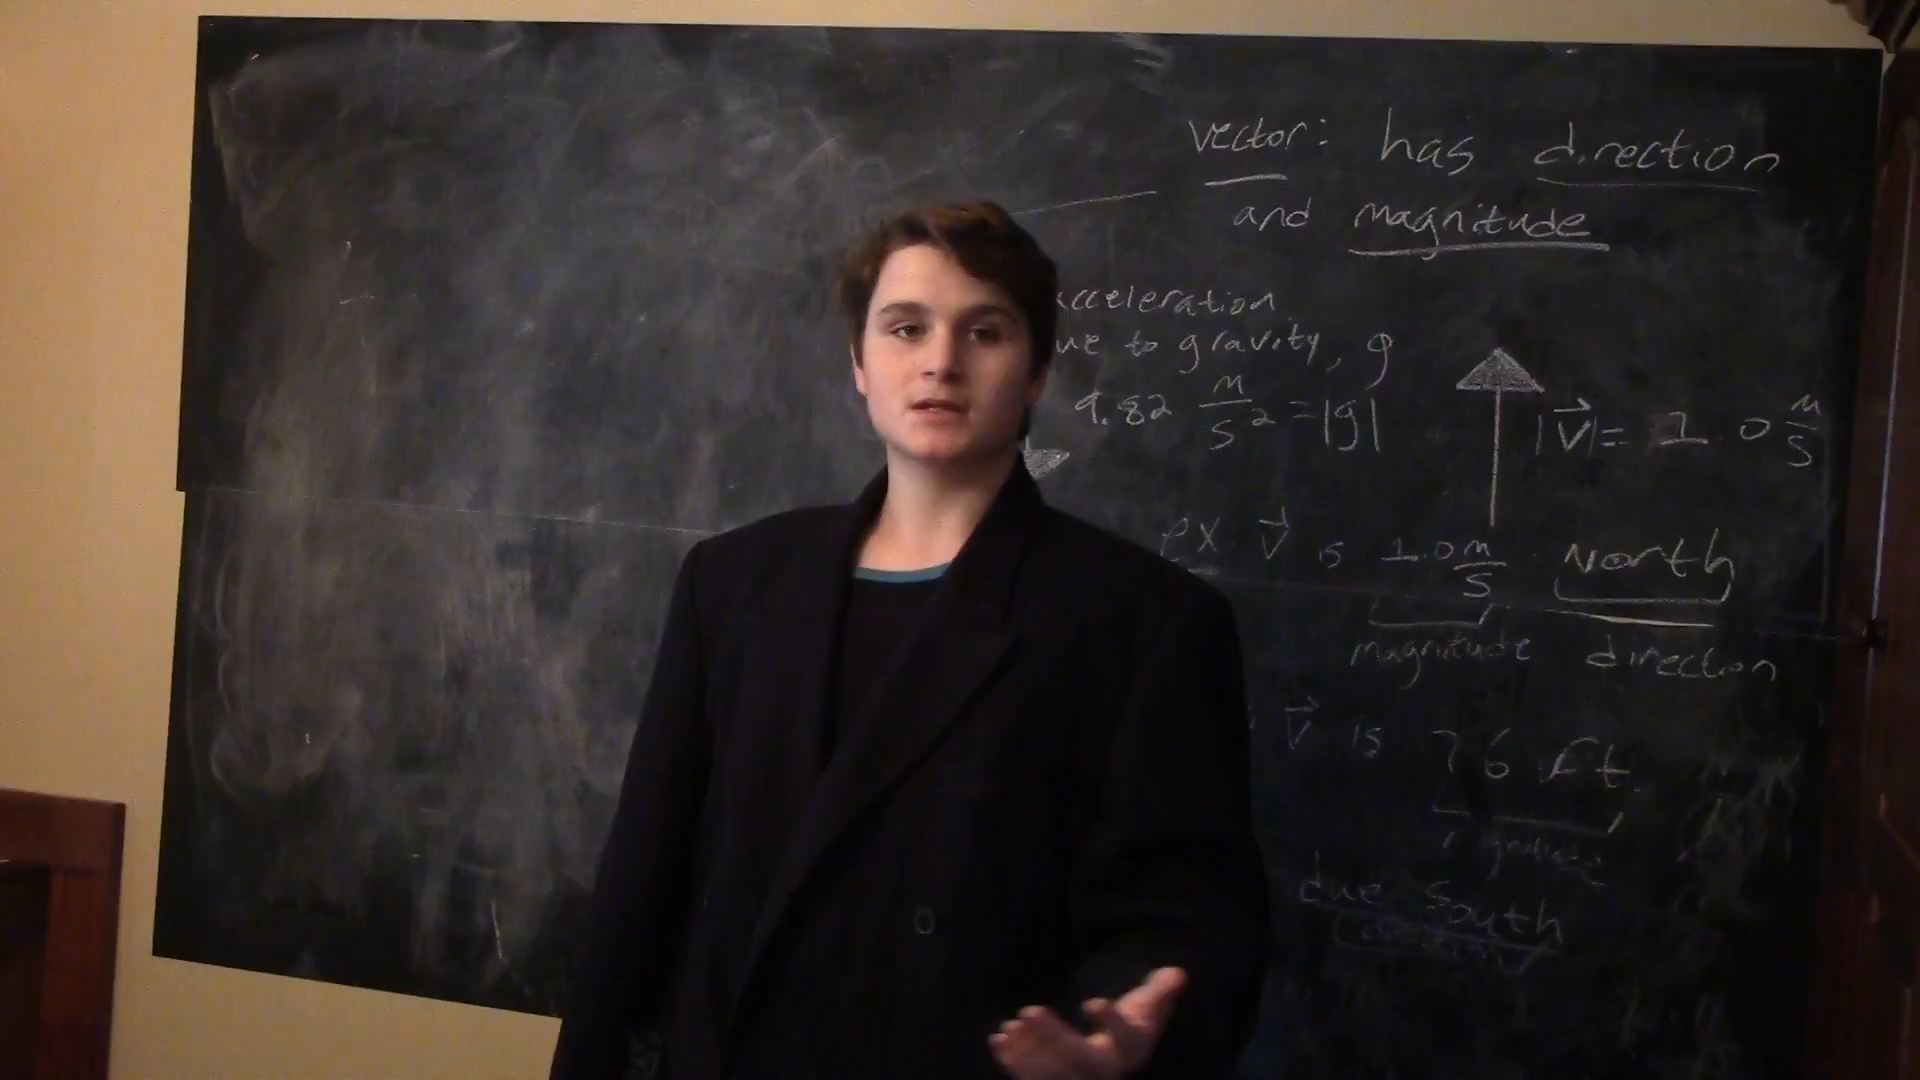 vector: has direction
and magnitude
acceleration
due to gravity, g
9.82 m/s² = |g|
|v⃗| = 1.0 m/s
ex v⃗ is 1.0 m/s North
magnitude direction
v⃗ is 76 ft.
due south